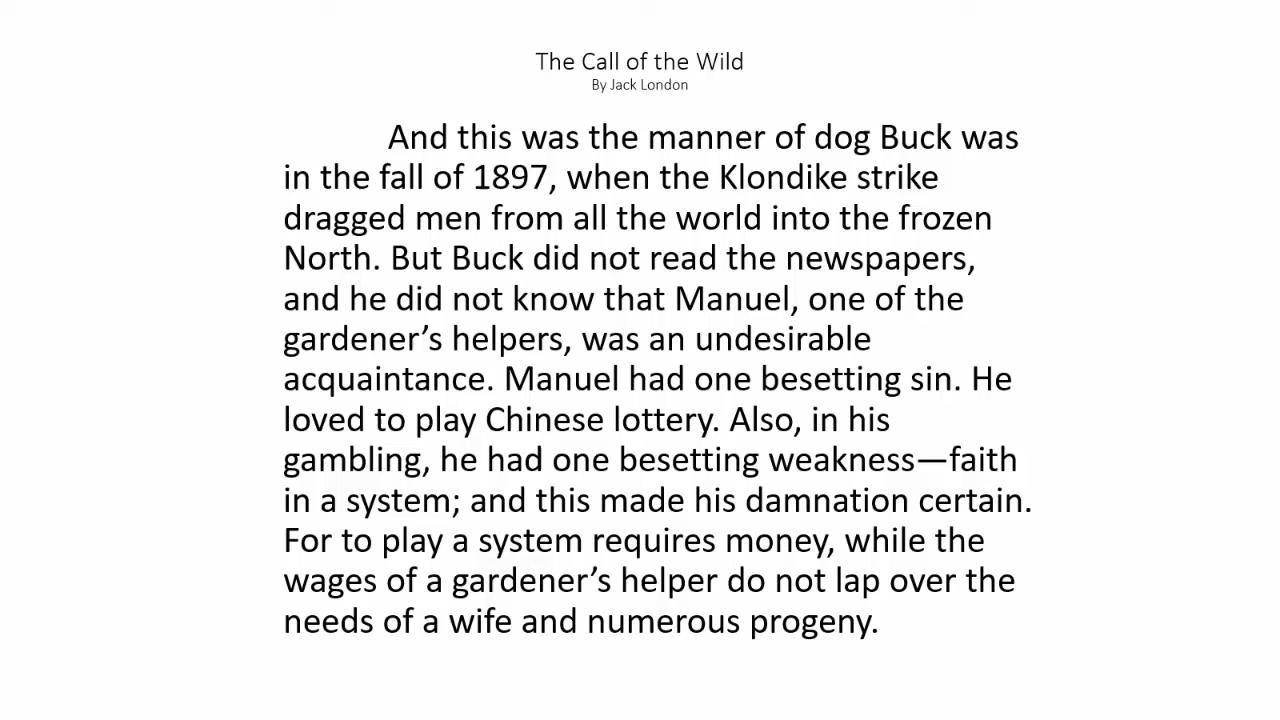 The Call of the Wild
By Jack London
And this was the manner of dog Buck was
in the fall of 1897, when the Klondike strike
dragged men from all the world into the frozen
North. But Buck did not read the newspapers,
and he did not know that Manuel, one of the
gardener’s helpers, was an undesirable
acquaintance. Manuel had one besetting sin. He
loved to play Chinese lottery. Also, in his
gambling, he had one besetting weakness—faith
in a system; and this made his damnation certain.
For to play a system requires money, while the
wages of a gardener’s helper do not lap over the
needs of a wife and numerous progeny.